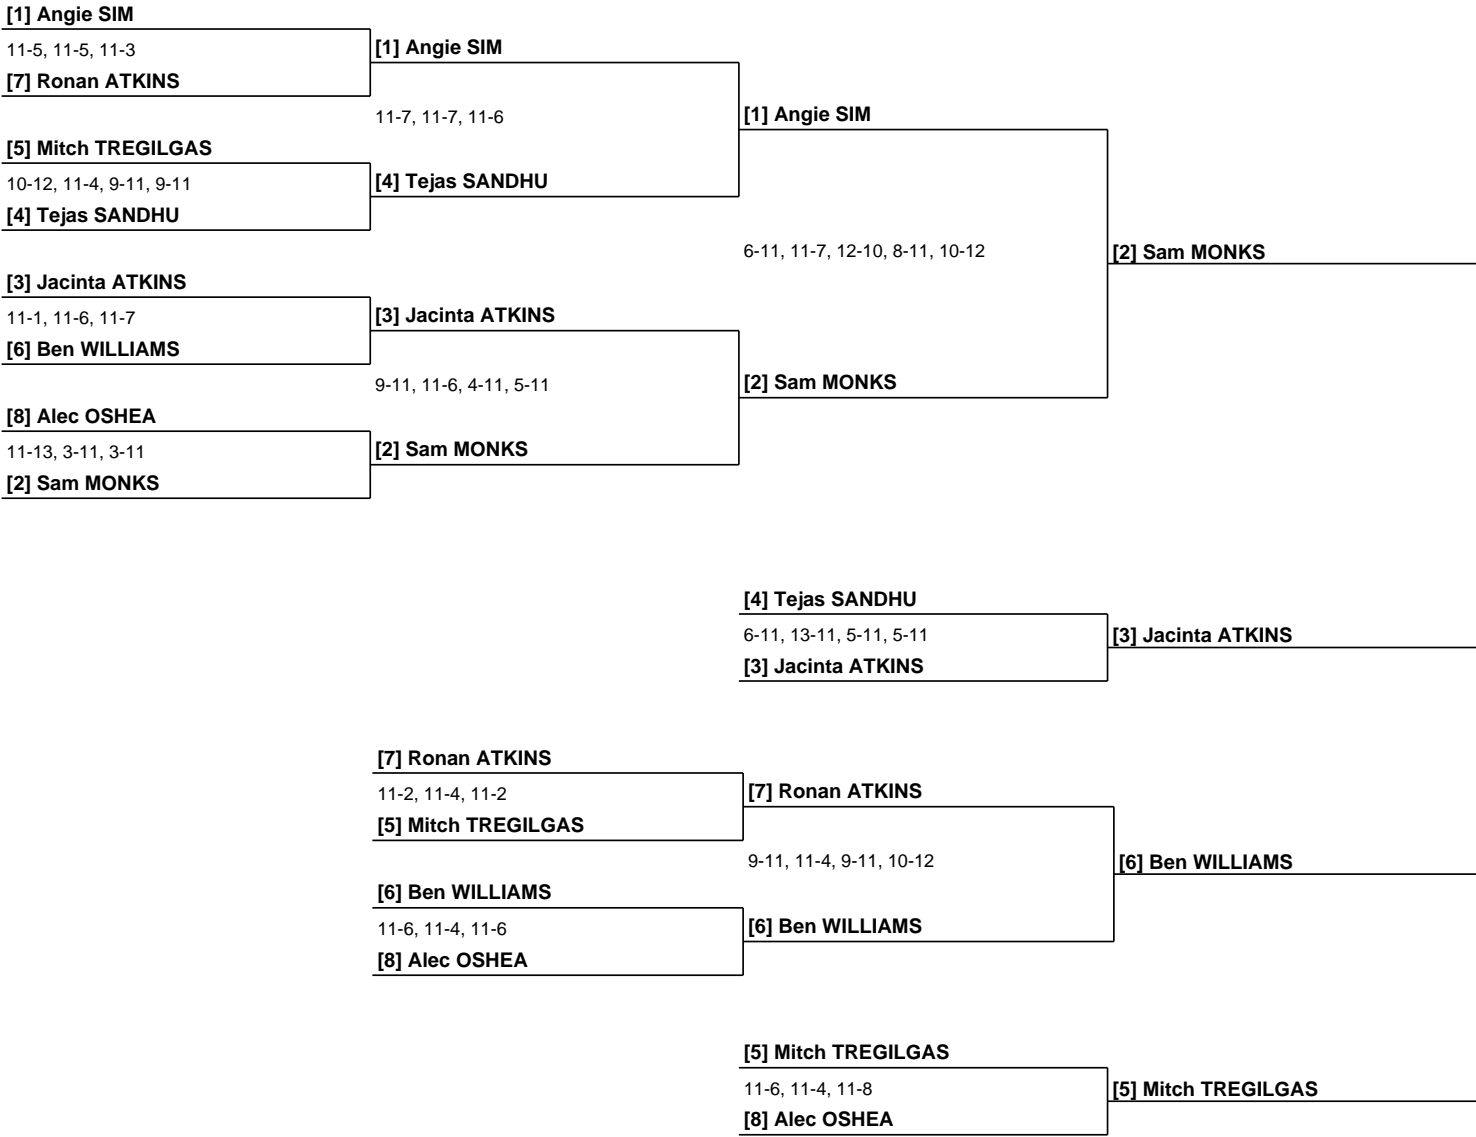 [1] Angie SIM
11-5, 11-5, 11-3
[7] Ronan ATKINS
[1] Angie SIM
11-7, 11-7, 11-6
[1] Angie SIM
[5] Mitch TREGILGAS
10-12, 11-4, 9-11, 9-11
[4] Tejas SANDHU
[4] Tejas SANDHU
6-11, 11-7, 12-10, 8-11, 10-12
[2] Sam MONKS
[3] Jacinta ATKINS
11-1, 11-6, 11-7
[6] Ben WILLIAMS
[3] Jacinta ATKINS
9-11, 11-6, 4-11, 5-11
[2] Sam MONKS
[8] Alec OSHEA
11-13, 3-11, 3-11
[2] Sam MONKS
[2] Sam MONKS
[4] Tejas SANDHU
6-11, 13-11, 5-11, 5-11
[3] Jacinta ATKINS
[3] Jacinta ATKINS
[7] Ronan ATKINS
11-2, 11-4, 11-2
[5] Mitch TREGILGAS
[7] Ronan ATKINS
9-11, 11-4, 9-11, 10-12
[6] Ben WILLIAMS
[6] Ben WILLIAMS
11-6, 11-4, 11-6
[8] Alec OSHEA
[6] Ben WILLIAMS
[5] Mitch TREGILGAS
11-6, 11-4, 11-8
[8] Alec OSHEA
[5] Mitch TREGILGAS